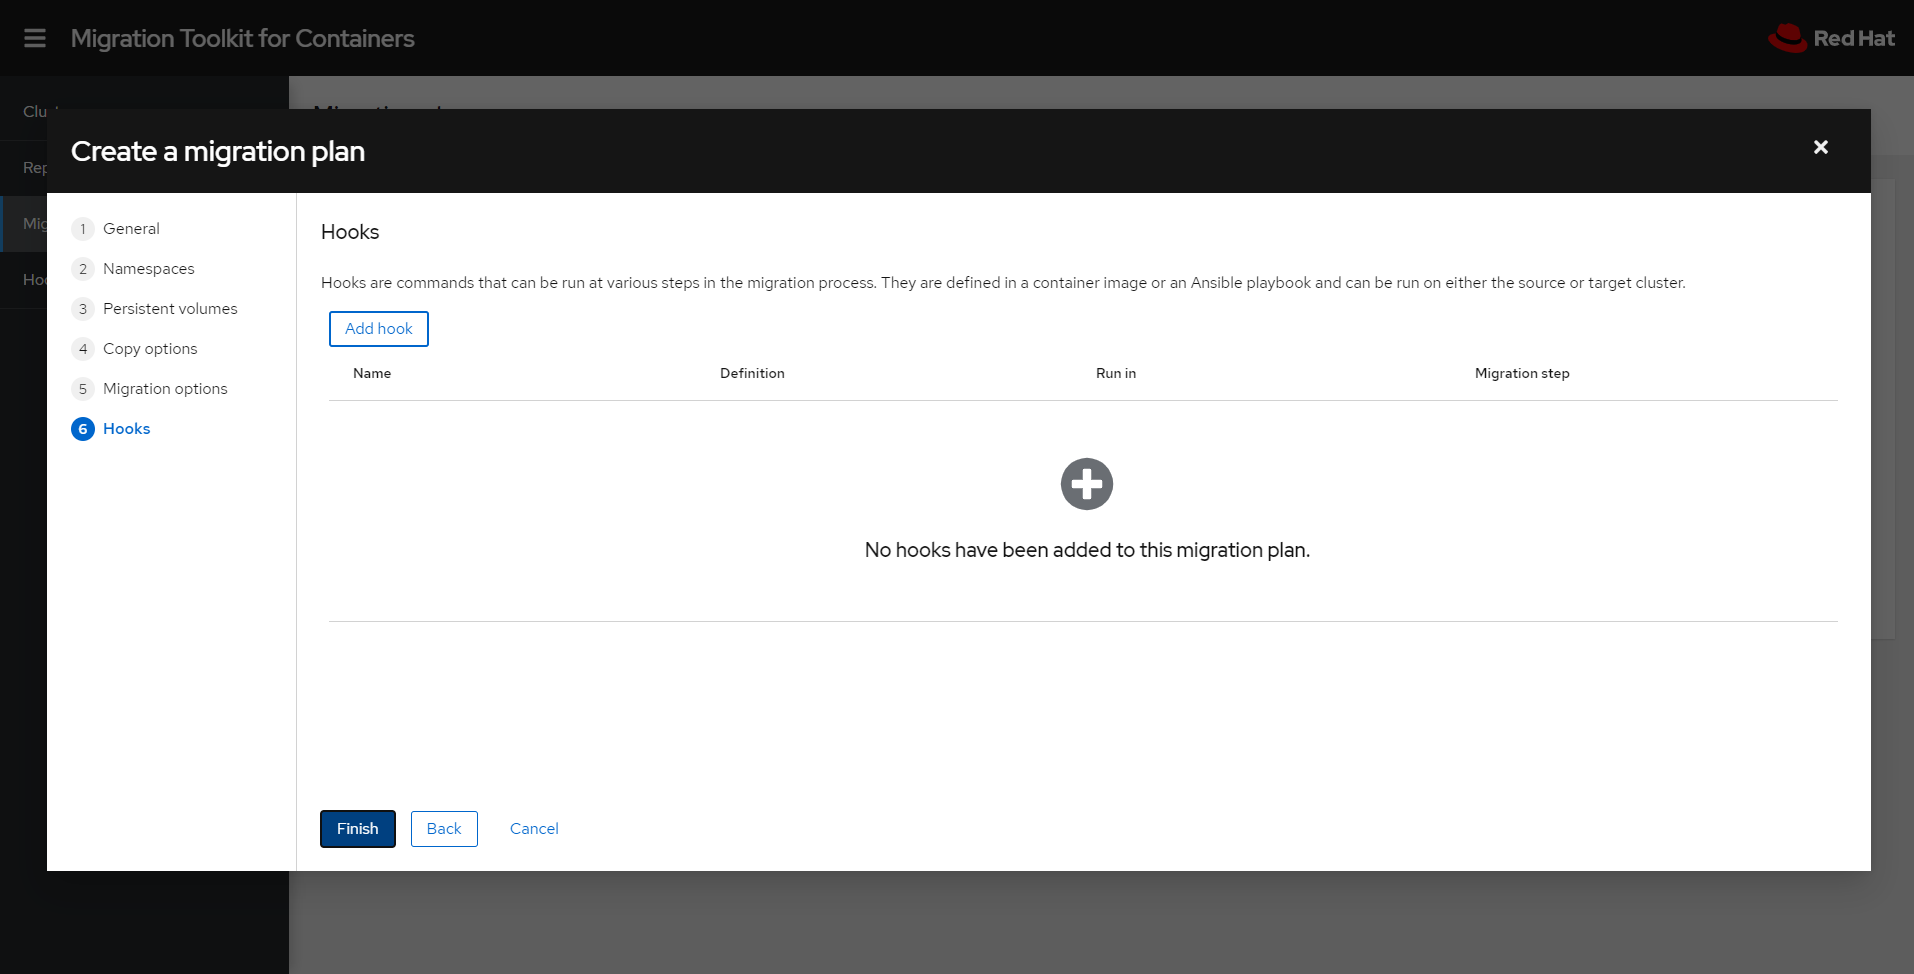 Migration Toolkit for Containers
Red Hat
Create a migration plan
1 General
2 Namespaces
3 Persistent volumes
4 Copy options
5 Migration options
6 Hooks
Hooks
Hooks are commands that can be run at various steps in the migration process. They are defined in a container image or an Ansible playbook and can be run on either the source or target cluster.
Add hook
Name Definition Run in Migration step
No hooks have been added to this migration plan.
Finish Back Cancel